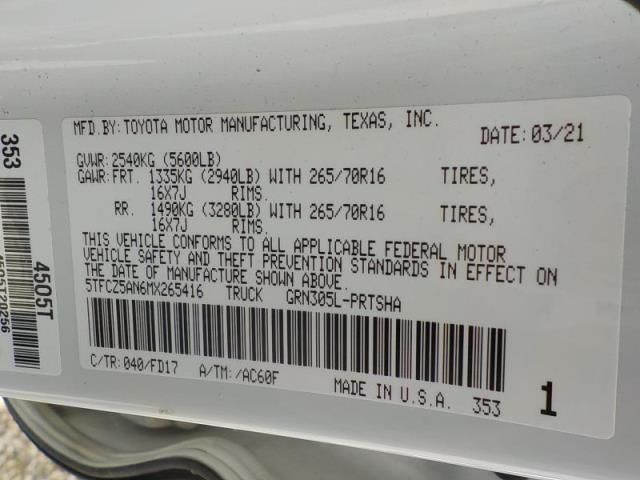 MFD.BY:TOYOTA MOTOR MANUFACTURING, TEXAS, INC.
DATE:03/21
GVWR:2540KG (5600LB)
GAWR:FRT. 1335KG (2940LB) WITH 265/70R16 TIRES,
16X7J RIMS.
RR. 1490KG (3280LB) WITH 265/70R16 TIRES,
16X7J RIMS.
THIS VEHICLE CONFORMS TO ALL APPLICABLE FEDERAL MOTOR
VEHICLE SAFETY AND THEFT PREVENTION STANDARDS IN EFFECT ON
THE DATE OF MANUFACTURE SHOWN ABOVE.
5TFCZ5AN6MX265416 TRUCK GRN305L-PRTSHA
C/TR:040/FD17 A/TM:/AC60F
MADE IN U.S.A. 353 1
353
4505T
4505T20256